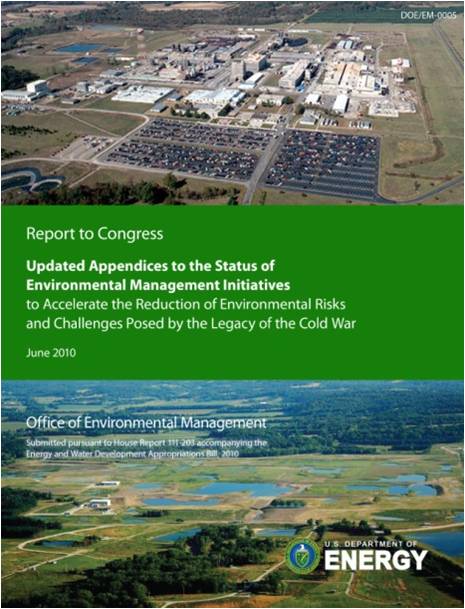 DOE/EM-0005
Report to Congress
Updated Appendices to the Status of
Environmental Management Initiatives
to Accelerate the Reduction of Environmental Risks
and Challenges Posed by the Legacy of the Cold War
June 2010
Office of Environmental Management
Submitted pursuant to House Report 111-203 accompanying the
Energy and Water Development Appropriations Bill, 2010
U.S. DEPARTMENT OF
ENERGY